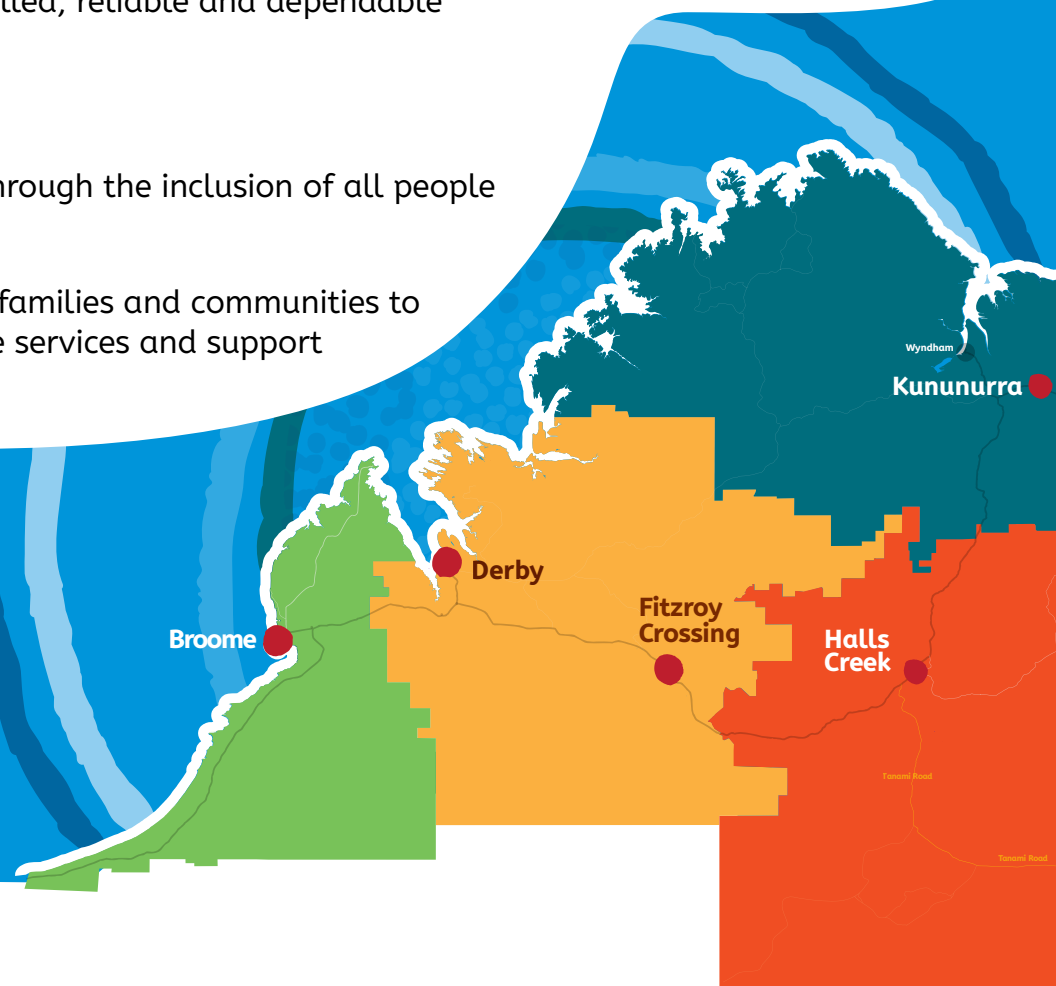 reliable and dependable
hrough the inclusion of all people
families and communities to
e services and support
Wyndham
Kununurra
Derby
Fitzroy
Crossing
Broome
Halls
Creek
Tanami Road
Tanami Road